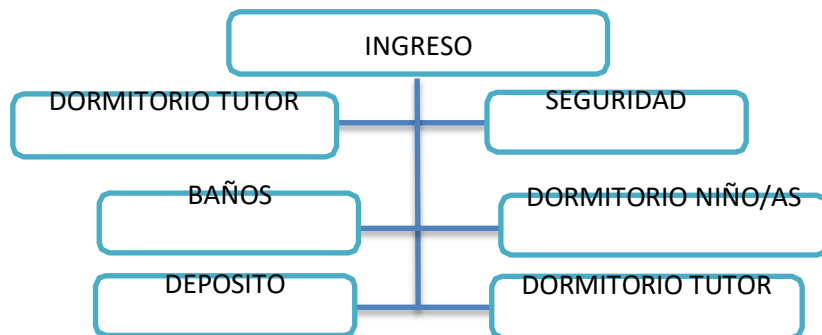 INGRESO
DORMITORIO TUTOR
SEGURIDAD
BAÑOS
DORMITORIO NIÑO/AS
DEPOSITO
DORMITORIO TUTOR